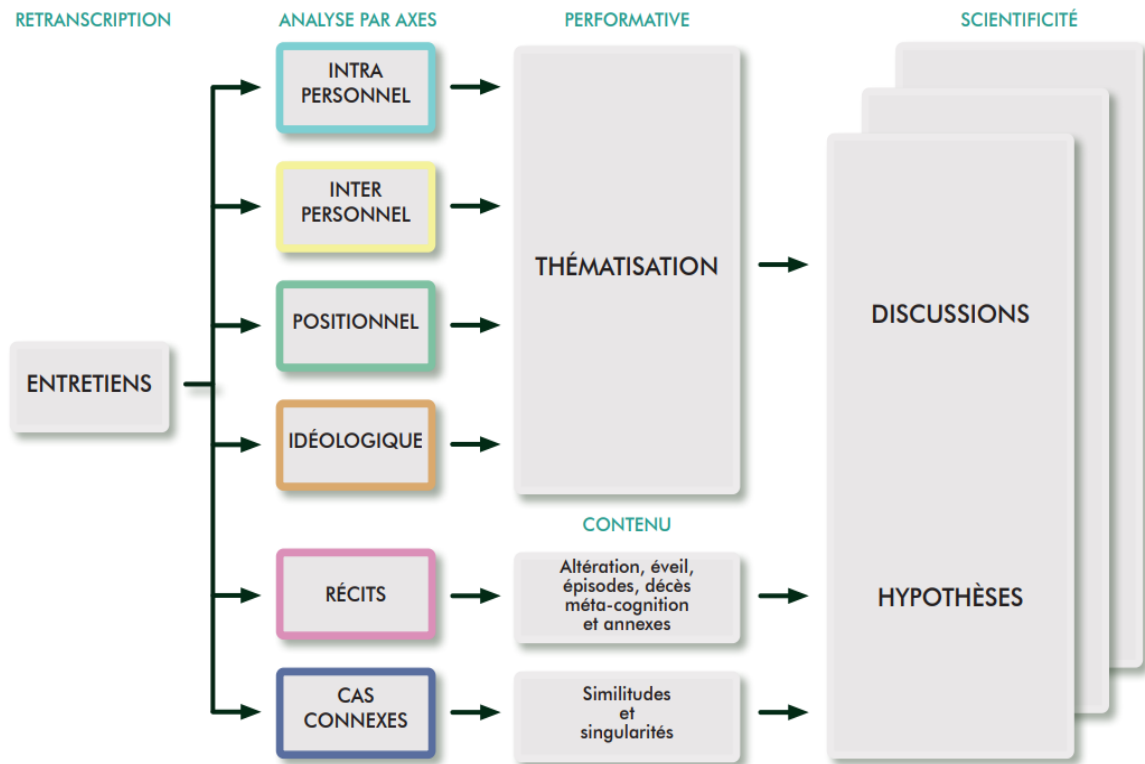 RETRANSCRIPTION
ANALYSE PAR AXES
PERFORMATIVE
SCIENTIFICITÉ
ENTRETIENS
INTRA
PERSONNEL
INTER
PERSONNEL
POSITIONNEL
IDÉOLOGIQUE
RÉCITS
CAS
CONNEXES
THÉMATISATION
CONTENU
Altération, éveil,
épisodes, décès
méta-cognition
et annexes
Similitudes
et
singularités
DISCUSSIONS
HYPOTHÈSES